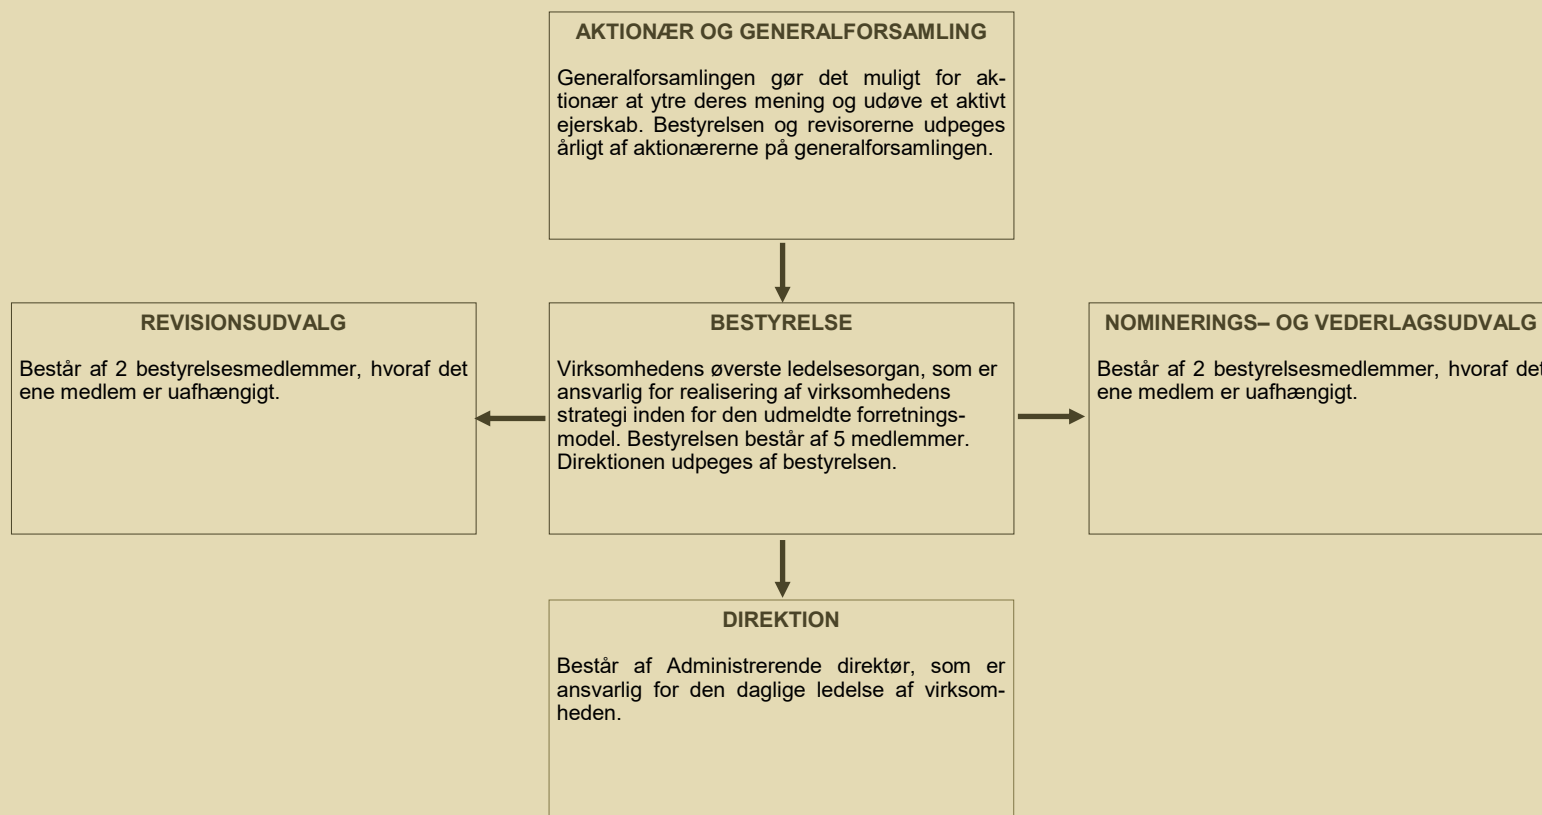 AKTIONÆR OG GENERALFORSAMLING
Generalforsamlingen gør det muligt for ak-
tionær at ytre deres mening og udøve et aktivt
ejerskab. Bestyrelsen og revisorerne udpeges
årligt af aktionærerne på generalforsamlingen.
REVISIONSUDVALG
Består af 2 bestyrelsesmedlemmer, hvoraf det
ene medlem er uafhængigt.
BESTYRELSE
Virksomhedens øverste ledelsesorgan, som er
ansvarlig for realisering af virksomhedens
strategi inden for den udmeldte forretnings-
model. Bestyrelsen består af 5 medlemmer.
Direktionen udpeges af bestyrelsen.
NOMINERINGS– OG VEDERLAGSUDVALG
Består af 2 bestyrelsesmedlemmer, hvoraf det
ene medlem er uafhængigt.
DIREKTION
Består af Administrerende direktør, som er
ansvarlig for den daglige ledelse af virksom-
heden.